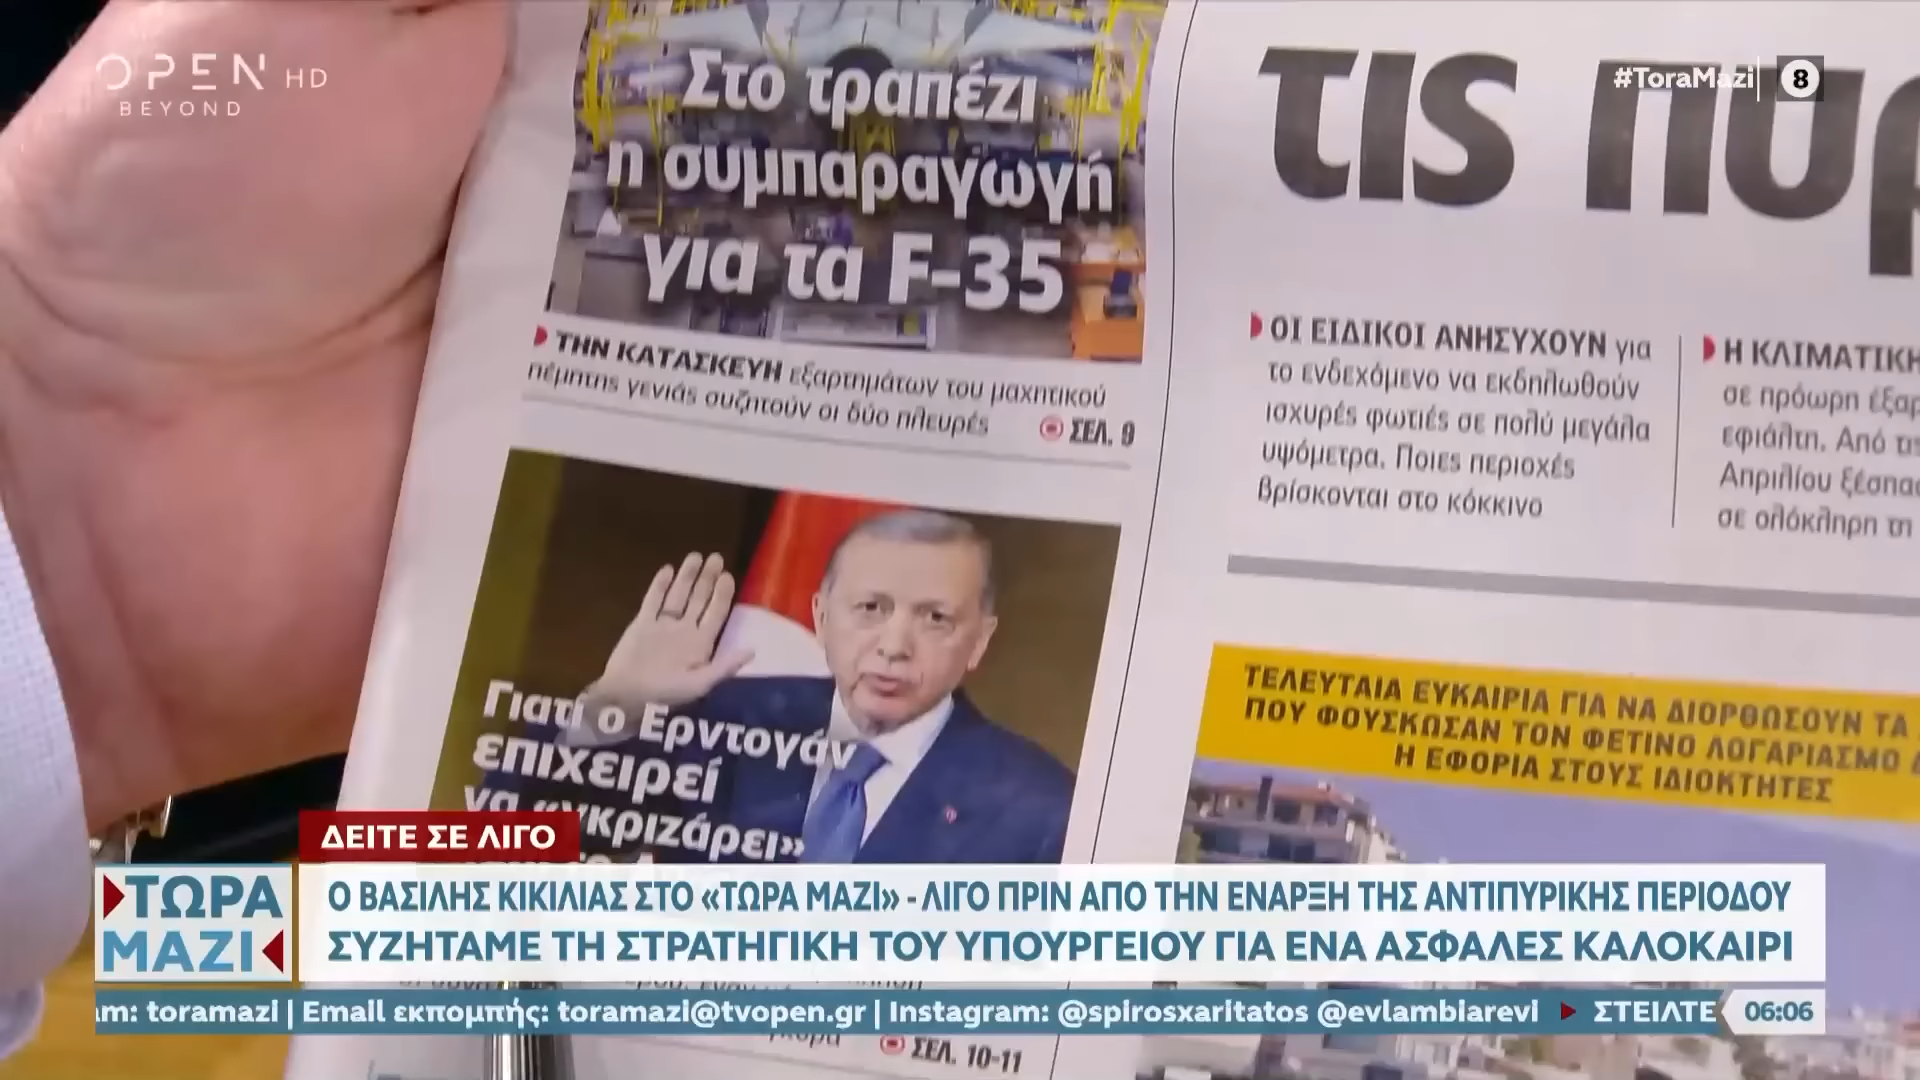 OPEN HD
BEYOND
#ToraMazi 8
Στο τραπέζι
η συμπαραγωγή
για τα F-35
ΤΗΝ ΚΑΤΑΣΚΕΥΗ εξαρτημάτων του μαχητικού
πέμπτης γενιάς συζητούν οι δύο πλευρές
ΣΕΛ. 9
Γιατί ο Ερντογάν
επιχειρεί
να «γκριζάρει»
ΣΕΛ. 10-11
τις
ΟΙ ΕΙΔΙΚΟΙ ΑΝΗΣΥΧΟΥΝ για
το ενδεχόμενο να εκδηλωθούν
ισχυρές φωτιές σε πολύ μεγάλα
υψόμετρα. Ποιες περιοχές
βρίσκονται στο κόκκινο
Η ΚΛΙΜΑΤΙΚΗ
σε πρόωρη έξαρ
εφιάλτη. Από τις
Απριλίου ξέσπασ
σε ολόκληρη τη
ΤΕΛΕΥΤΑΙΑ ΕΥΚΑΙΡΙΑ ΓΙΑ ΝΑ ΔΙΟΡΘΩΣΟΥΝ ΤΑ
ΠΟΥ ΦΟΥΣΚΩΣΑΝ ΤΟΝ ΦΕΤΙΝΟ ΛΟΓΑΡΙΑΣΜΟ
Η ΕΦΟΡΙΑ ΣΤΟΥΣ ΙΔΙΟΚΤΗΤΕΣ
ΔΕΙΤΕ ΣΕ ΛΙΓΟ
ΤΩΡΑ
ΜΑΖΙ
Ο ΒΑΣΙΛΗΣ ΚΙΚΙΛΙΑΣ ΣΤΟ «ΤΩΡΑ ΜΑΖΙ» - ΛΙΓΟ ΠΡΙΝ ΑΠΟ ΤΗΝ ΕΝΑΡΞΗ ΤΗΣ ΑΝΤΙΠΥΡΙΚΗΣ ΠΕΡΙΟΔΟΥ
ΣΥΖΗΤΑΜΕ ΤΗ ΣΤΡΑΤΗΓΙΚΗ ΤΟΥ ΥΠΟΥΡΓΕΙΟΥ ΓΙΑ ΕΝΑ ΑΣΦΑΛΕΣ ΚΑΛΟΚΑΙΡΙ
am: toramazi | Email εκπομπής: toramazi@tvopen.gr | Instagram: @spirosxaritatos @evlambiarevi ΣΤΕΙΛΤΕ 06:06